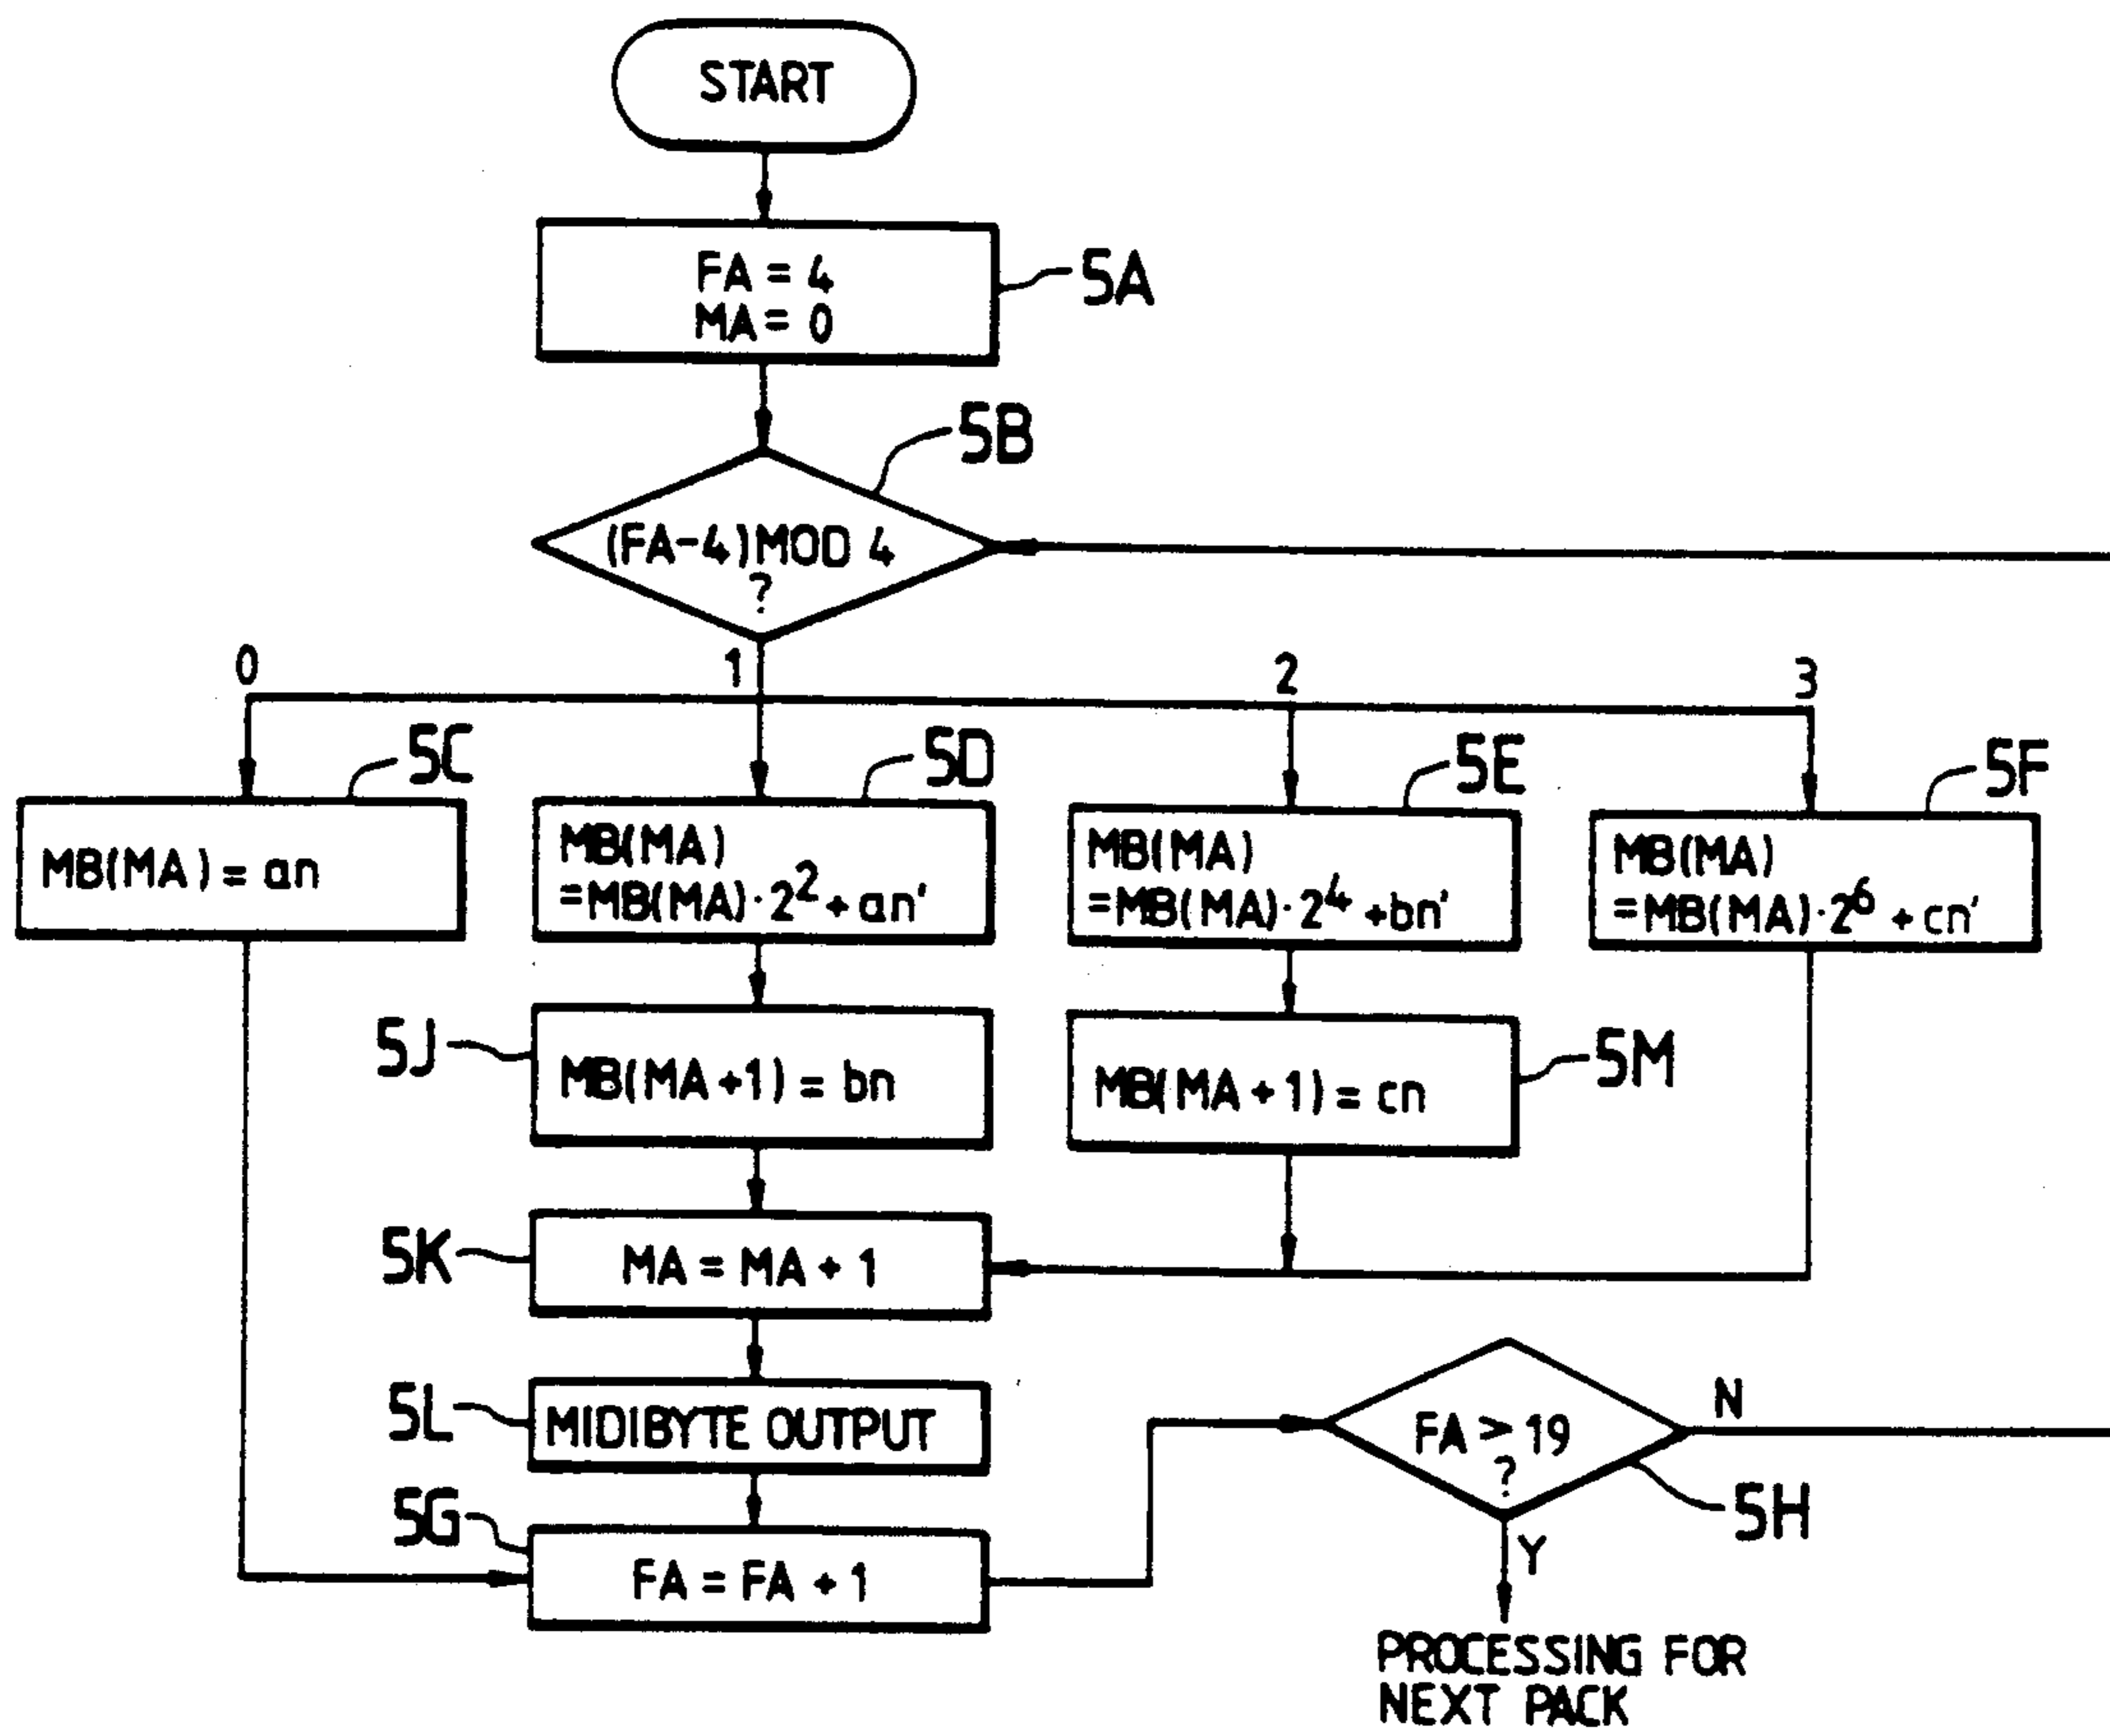 START
FA = 4
MA = 0
5A
5B
(FA-4)MOD 4
?
0
1
2
3
5C
5D
5E
5F
MB(MA) = an
MB(MA)
=MB(MA)·2² + an'
MB(MA)
=MB(MA)·2⁴ + bn'
MB(MA)
=MB(MA)·2⁶ + cn'
5J
MB(MA+1) = bn
MB(MA+1) = cn
5M
5K
MA = MA + 1
5L
MIDIBYTE OUTPUT
FA > 19
?
N
5H
Y
5G
FA = FA + 1
PROCESSING FOR
NEXT PACK